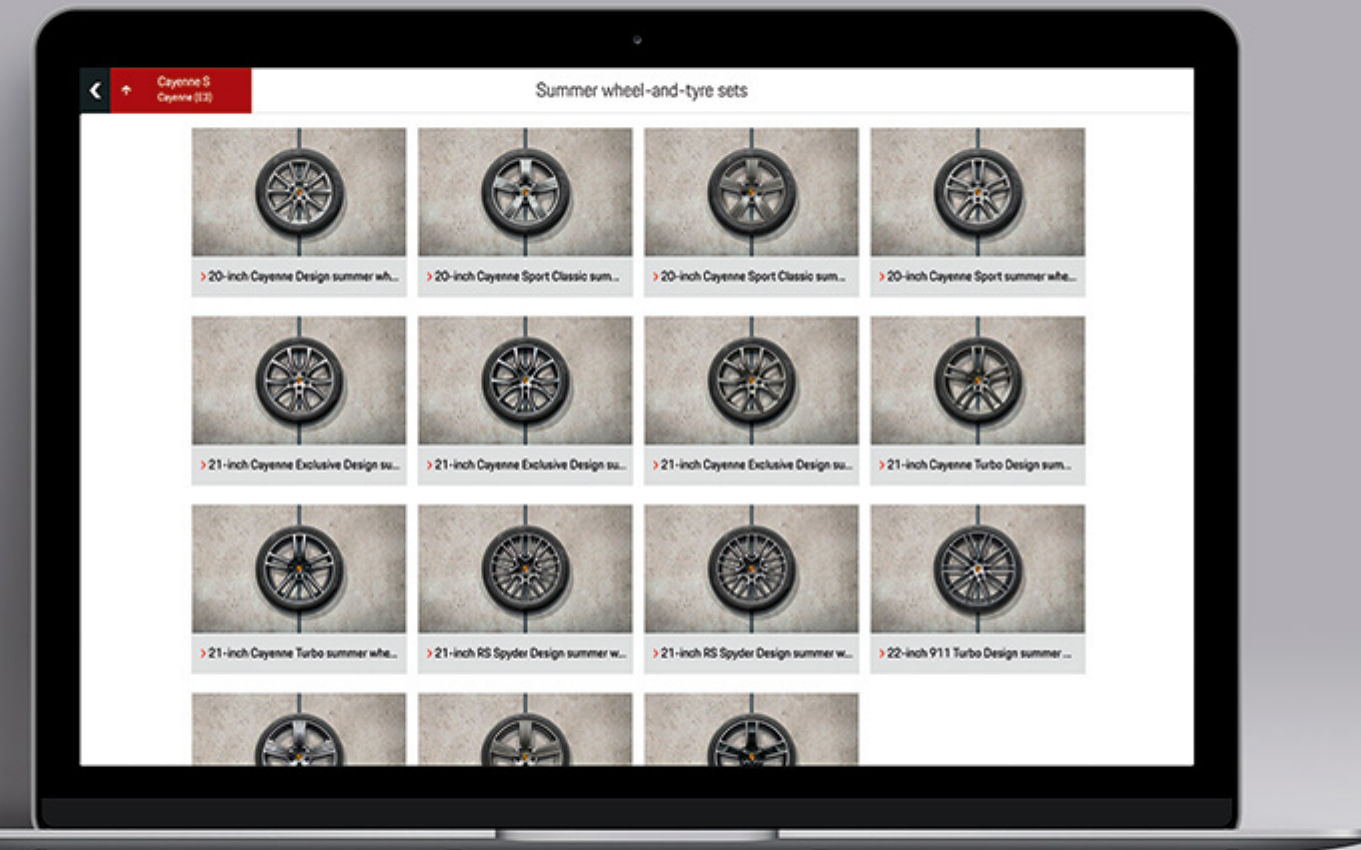 Cayenne S
Cayenne (E3)
Summer wheel-and-tyre sets
20-inch Cayenne Design summer wh...
20-inch Cayenne Sport Classic sum...
20-inch Cayenne Sport Classic sum...
20-inch Cayenne Sport summer whe...
21-inch Cayenne Exclusive Design su...
21-inch Cayenne Exclusive Design su...
21-inch Cayenne Exclusive Design su...
21-inch Cayenne Turbo Design sum...
21-inch Cayenne Turbo summer whe...
21-inch RS Spyder Design summer w...
21-inch RS Spyder Design summer w...
22-inch 911 Turbo Design summer ...